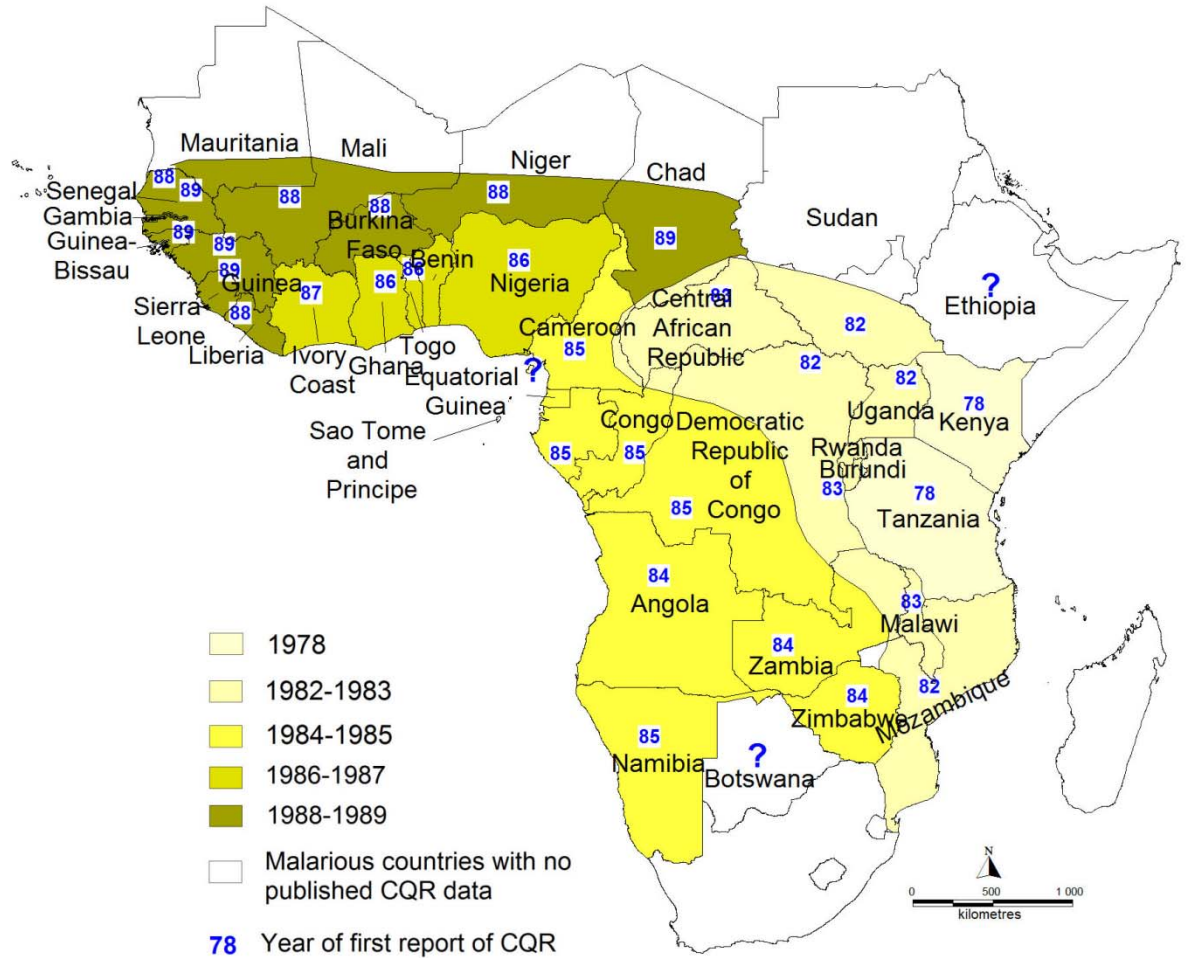 Mauritania
Mali
Niger
Chad
Sudan
88
89
88
88
88
89
Senegal
Gambia
Guinea-
Bissau
89
89
89
88
Guinea
Sierra
Leone
Liberia
Burkina
Faso
Benin
86
86
86
87
Nigeria
Ivory
Coast
Ghana
Togo
Cameroon
85
Central
African
Republic
83
82
82
82
?
Ethiopia
Equatorial
Guinea
?
Sao Tome
and
Principe
Congo
85
85
Democratic
Republic
of
Congo
85
Uganda
78
Kenya
Rwanda
Burundi
83
78
Tanzania
84
Angola
83
Malawi
84
Zambia
82
Mozambique
84
Zimbabwe
85
Namibia
?
Botswana
1978
1982-1983
1984-1985
1986-1987
1988-1989
Malarious countries with no
published CQR data
78 Year of first report of CQR
N
0 500 1 000
kilometres